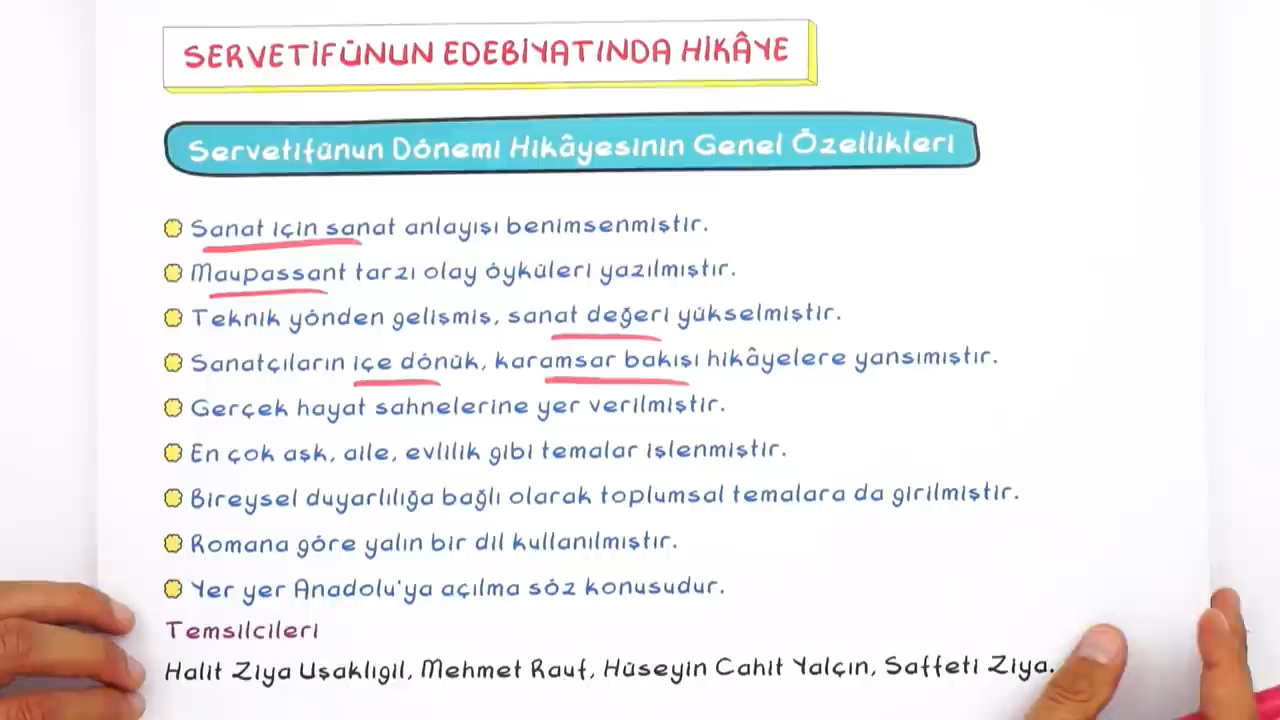 SERVETİFÜNUN EDEBİYATINDA HİKÂYE
Servetifünun Dönemi Hikâyesinin Genel Özellikleri
Sanat için sanat anlayışı benimsenmiştir.
Maupassant tarzı olay öyküleri yazılmıştır.
Teknik yönden gelişmiş, sanat değeri yükselmiştir.
Sanatçıların içe dönük, karamsar bakışı hikâyelere yansımıştır.
Gerçek hayat sahnelerine yer verilmiştir.
En çok aşk, aile, evlilik gibi temalar işlenmiştir.
Bireysel duyarlılığa bağlı olarak toplumsal temalara da girilmiştir.
Romana göre yalın bir dil kullanılmıştır.
Yer yer Anadolu'ya açılma söz konusudur.
Temsilcileri
Halit Ziya Uşaklıgil, Mehmet Rauf, Hüseyin Cahit Yalçın, Saffeti Ziya.